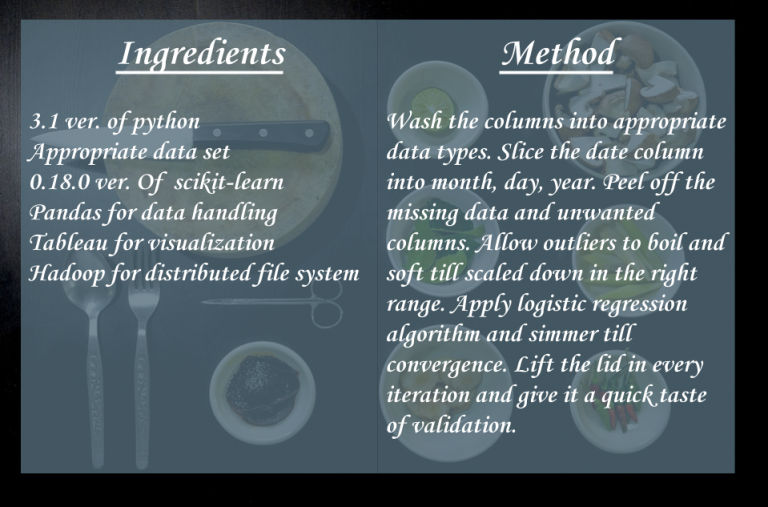 Ingredients
3.1 ver. of python
Appropriate data set
0.18.0 ver. Of scikit-learn
Pandas for data handling
Tableau for visualization
Hadoop for distributed file system
Method
Wash the columns into appropriate
data types. Slice the date column
into month, day, year. Peel off the
missing data and unwanted
columns. Allow outliers to boil and
soft till scaled down in the right
range. Apply logistic regression
algorithm and simmer till
convergence. Lift the lid in every
iteration and give it a quick taste
of validation.